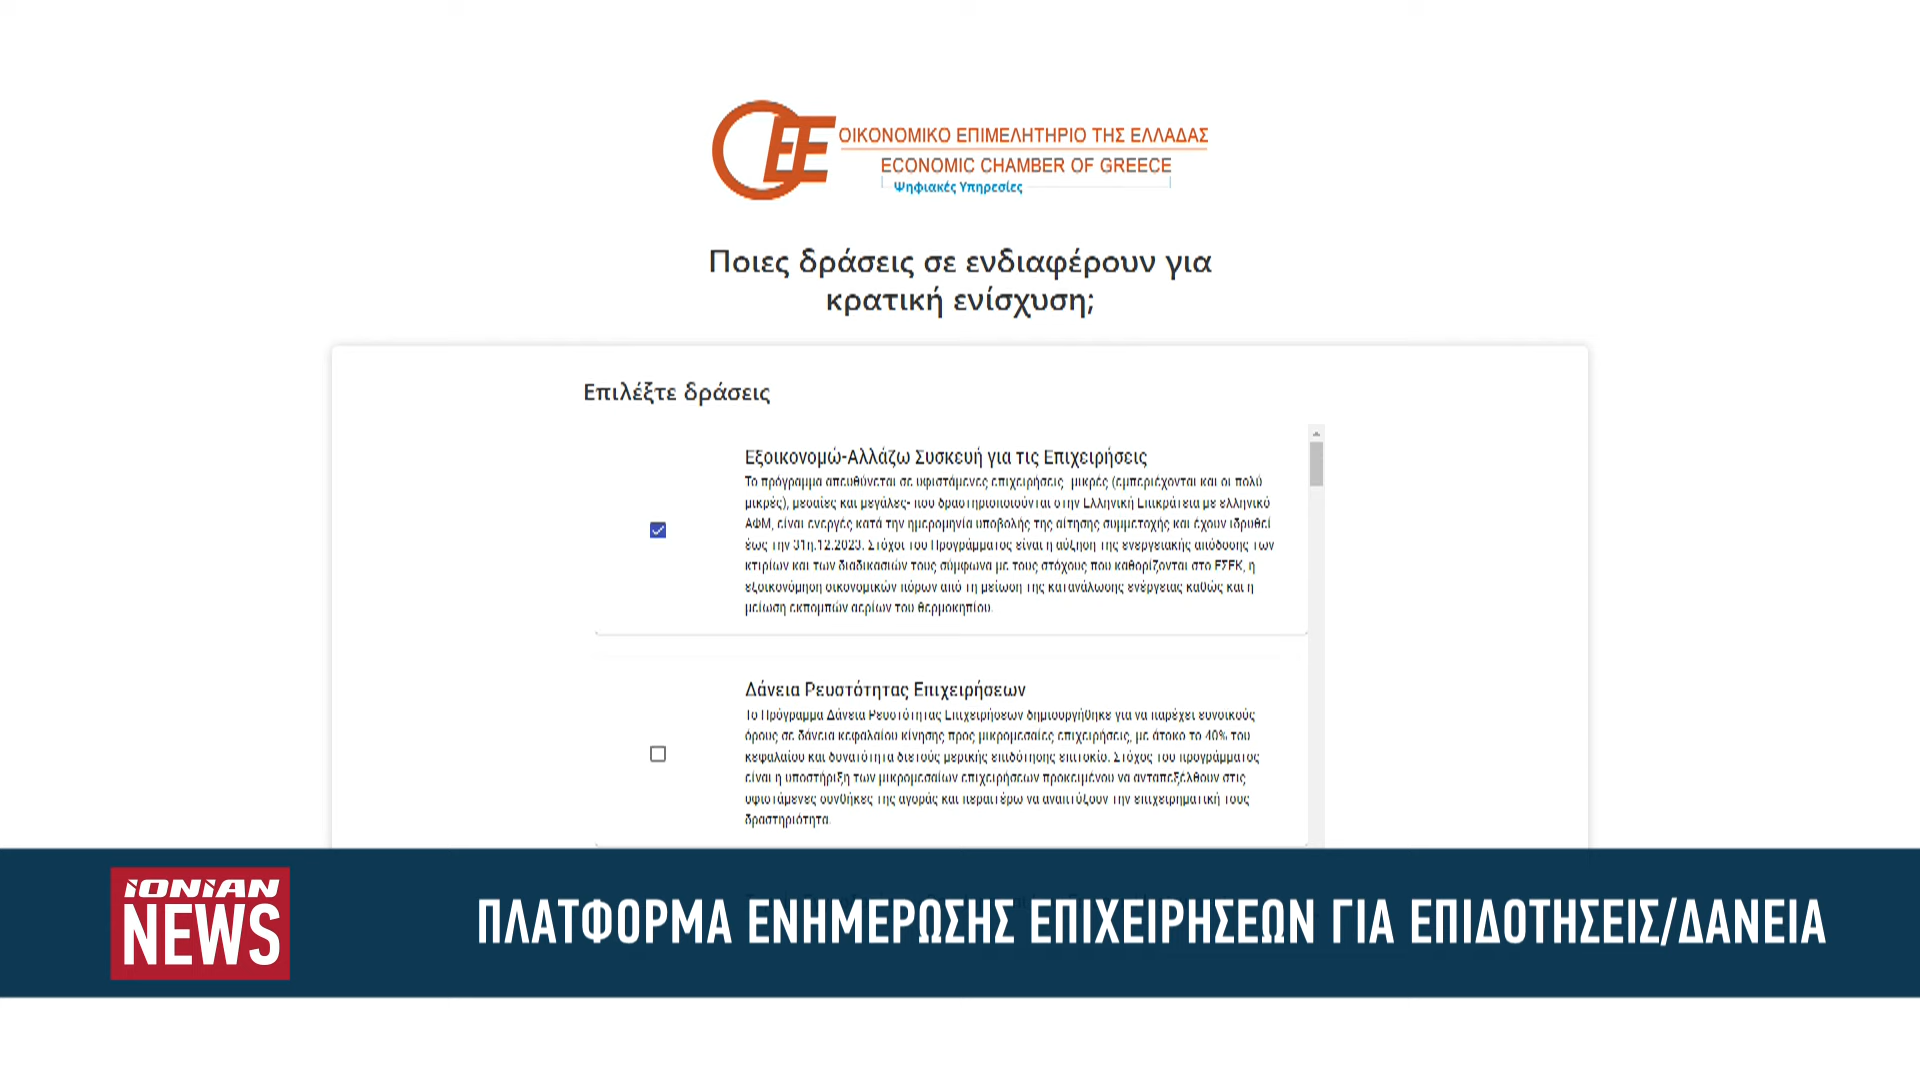 ΟΕΕ
ΟΙΚΟΝΟΜΙΚΟ ΕΠΙΜΕΛΗΤΗΡΙΟ ΤΗΣ ΕΛΛΑΔΑΣ
ECONOMIC CHAMBER OF GREECE
Ψηφιακές Υπηρεσίες
Ποιες δράσεις σε ενδιαφέρουν για
κρατική ενίσχυση;
Επιλέξτε δράσεις
Εξοικονομώ-Αλλάζω Συσκευή για τις Επιχειρήσεις
Το πρόγραμμα απευθύνεται σε υφιστάμενες επιχειρήσεις- μικρές (εμπεριέχονται και οι πολύ
μικρές), μεσαίες και μεγάλες- που δραστηριοποιούνται στην Ελληνική Επικράτεια με ελληνικό
ΑΦΜ, είναι ενεργές κατά την ημερομηνία υποβολής της αίτησης συμμετοχής και έχουν ιδρυθεί
έως την 31η.12.2023. Στόχοι του Προγράμματος είναι η αύξηση της ενεργειακής απόδοσης των
κτιρίων και των διαδικασιών τους σύμφωνα με τους στόχους που καθορίζονται στο ΕΣΕΚ, η
εξοικονόμηση οικονομικών πόρων από τη μείωση της κατανάλωσης ενέργειας καθώς και η
μείωση εκπομπών αερίων του θερμοκηπίου.
Δάνεια Ρευστότητας Επιχειρήσεων
Το Πρόγραμμα Δάνεια Ρευστότητας Επιχειρήσεων δημιουργήθηκε για να παρέχει ευνοϊκούς
όρους σε δάνεια κεφαλαίου κίνησης προς μικρομεσαίες επιχειρήσεις, με άτοκο το 40% του
κεφαλαίου και δυνατότητα διετούς μερικής επιδότησης επιτοκίο. Στόχος του προγράμματος
είναι η υποστήριξη των μικρομεσαίων επιχειρήσεων προκειμένου να ανταπεξέλθουν στις
υφιστάμενες συνθήκες της αγοράς και περαιτέρω να αναπτύξουν την επιχειρηματική τους
δραστηριότητα.
IONIAN
NEWS
ΠΛΑΤΦΟΡΜΑ ΕΝΗΜΕΡΩΣΗΣ ΕΠΙΧΕΙΡΗΣΕΩΝ ΓΙΑ ΕΠΙΔΟΤΗΣΕΙΣ/ΔΑΝΕΙΑ